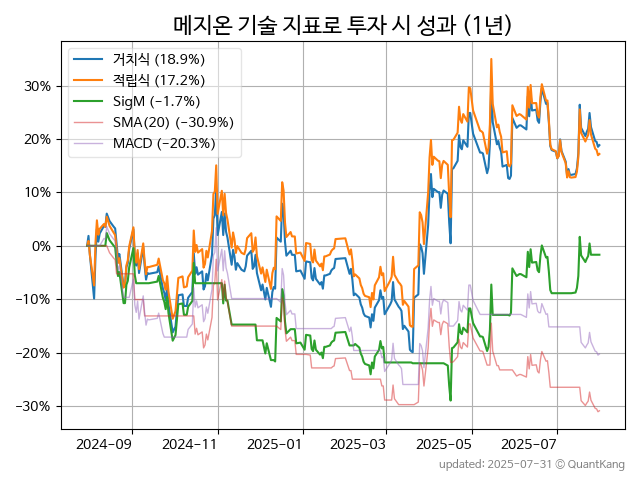 메지온 기술 지표로 투자 시 성과 (1년)
거치식 (18.9%)
적립식 (17.2%)
SigM (−1.7%)
SMA(20) (−30.9%)
MACD (−20.3%)
30%
20%
10%
0%
−10%
−20%
−30%
2024-09 2024-11 2025-01 2025-03 2025-05 2025-07
updated: 2025-07-31 © QuantKang